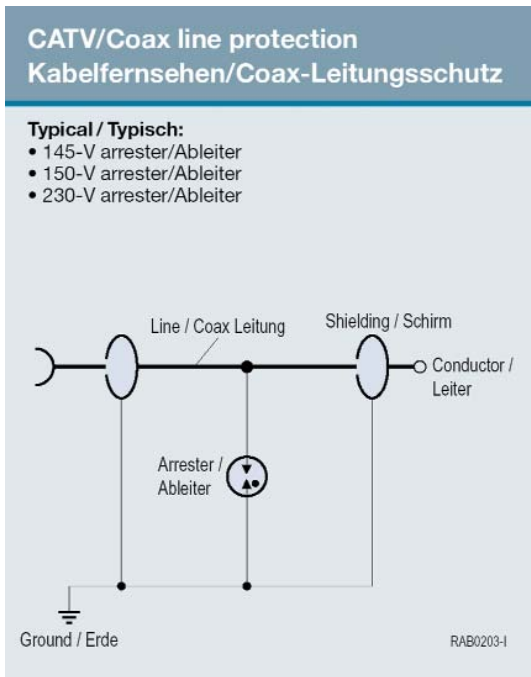 CATV/Coax line protection
Kabelfernsehen/Coax-Leitungsschutz
Typical / Typisch:
• 145-V arrester/Ableiter
• 150-V arrester/Ableiter
• 230-V arrester/Ableiter
Line / Coax Leitung
Shielding / Schirm
Conductor /
Leiter
Arrester /
Ableiter
Ground / Erde
RAB0203-I